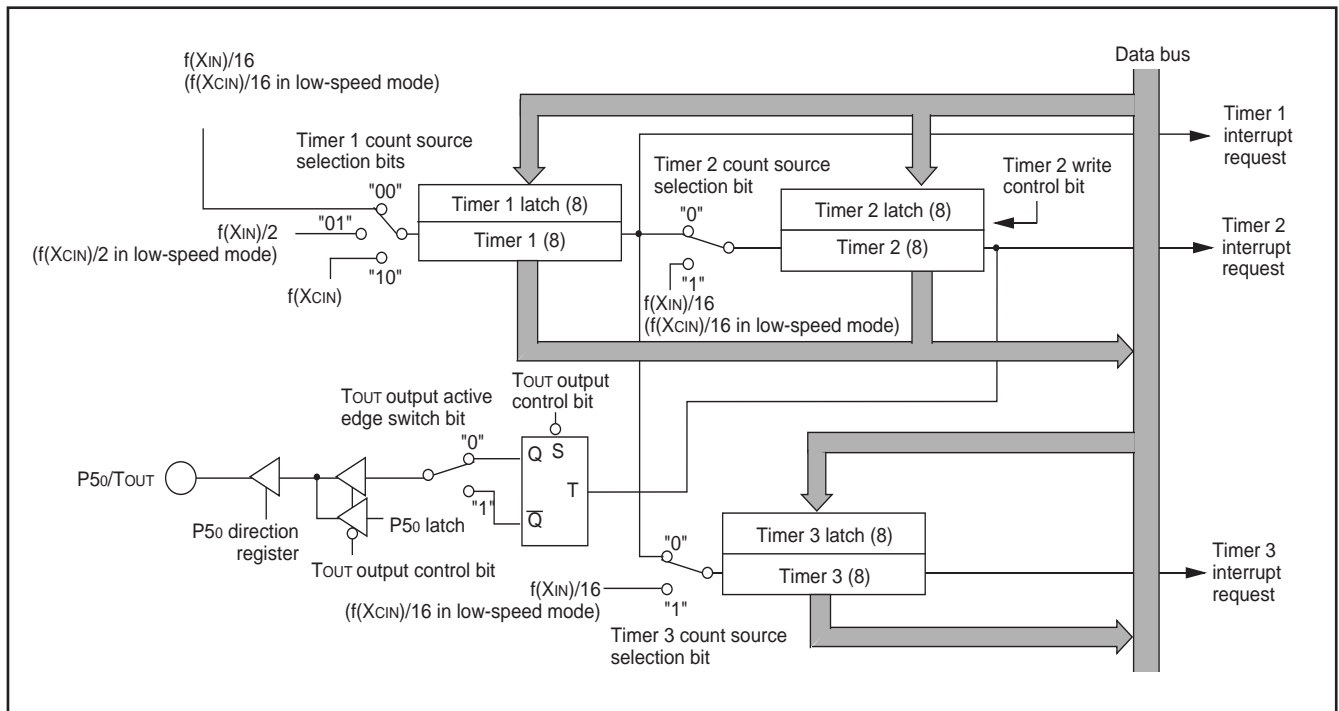 f(XIN)/16
(f(XCIN)/16 in low-speed mode)
Data bus
Timer 1 count source
selection bits
"00"
"01"
"10"
f(XIN)/2
(f(XCIN)/2 in low-speed mode)
f(XCIN)
Timer 1 latch (8)
Timer 1 (8)
Timer 2 count source
selection bit
"0"
"1"
f(XIN)/16
(f(XCIN)/16 in low-speed mode)
Timer 2 latch (8)
Timer 2 (8)
Timer 2 write
control bit
Timer 1
interrupt
request
Timer 2
interrupt
request
TOUT output active
edge switch bit
TOUT output
control bit
"0"
"1"
Q S
T
Q
P50/TOUT
P50 direction
register
P50 latch
TOUT output control bit
"0"
"1"
f(XIN)/16
(f(XCIN)/16 in low-speed mode)
Timer 3 count source
selection bit
Timer 3 latch (8)
Timer 3 (8)
Timer 3
interrupt
request